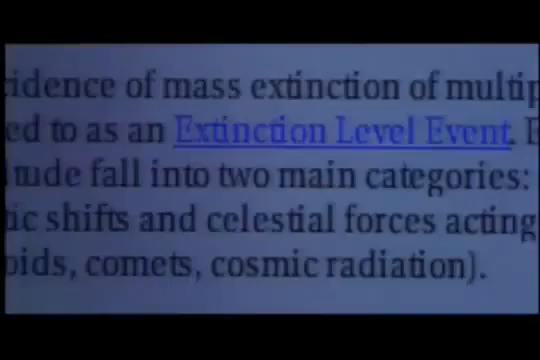 idence of mass extinction of multip
ed to as an Extinction Level Event. E
itude fall into two main categories:
ic shifts and celestial forces acting
oids, comets, cosmic radiation).